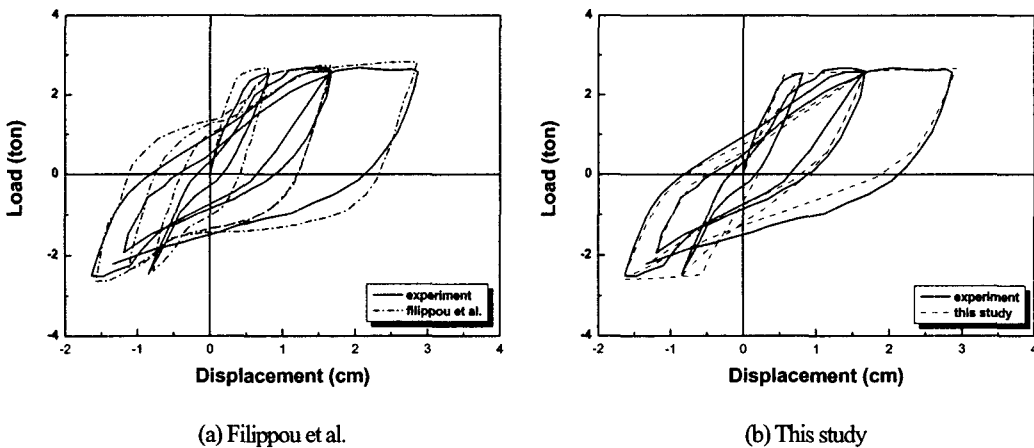 4
2
0
-2
-4
Load (ton)
-2 -1 0 1 2 3 4
Displacement (cm)
experiment
filippou et al.
(a) Filippou et al.
4
2
0
-2
-4
Load (ton)
-2 -1 0 1 2 3 4
Displacement (cm)
experiment
this study
(b) This study